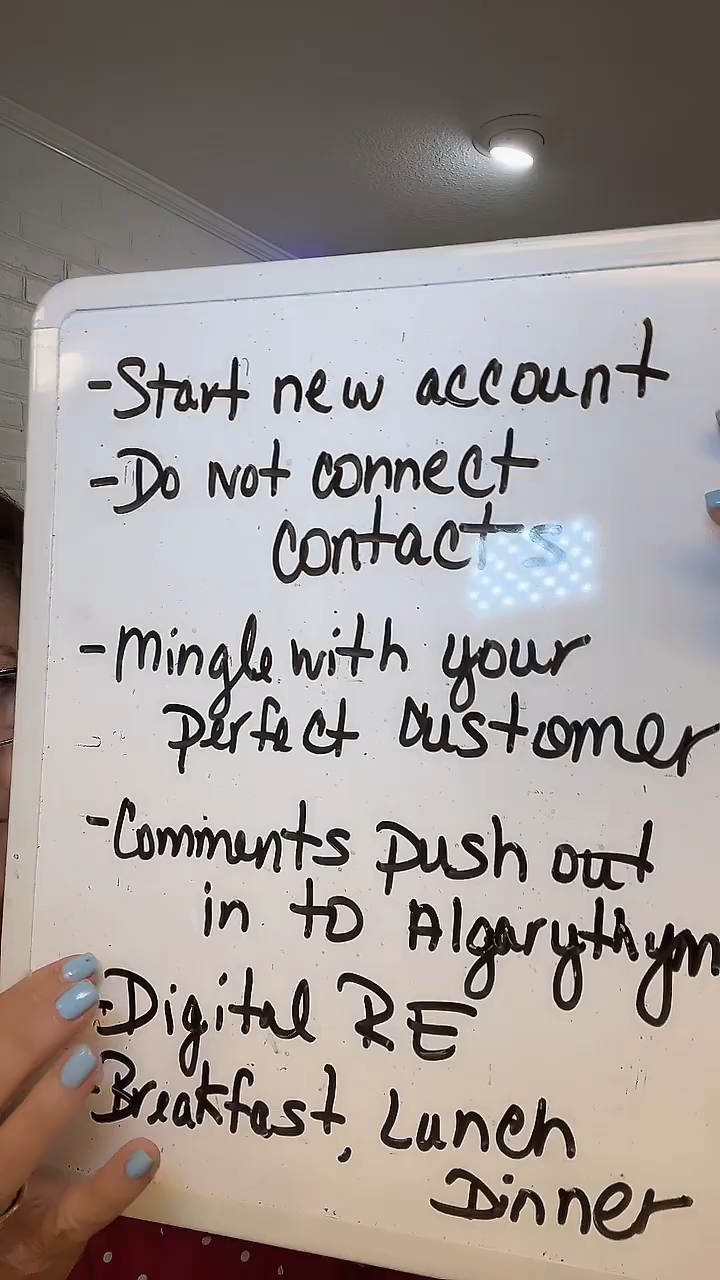 -Start new account
-Do not connect
contacts
-Mingle with your
perfect customer
-Comments push out
in to Algarythym
-Digital RE
-Breakfast, Lunch
Dinner